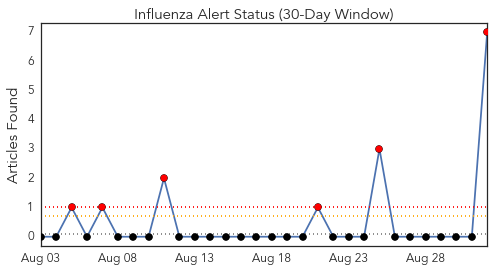 Influenza Alert Status (30-Day Window)
Articles Found
7
6
5
4
3
2
1
0
Aug 03 Aug 08 Aug 13 Aug 18 Aug 23 Aug 28